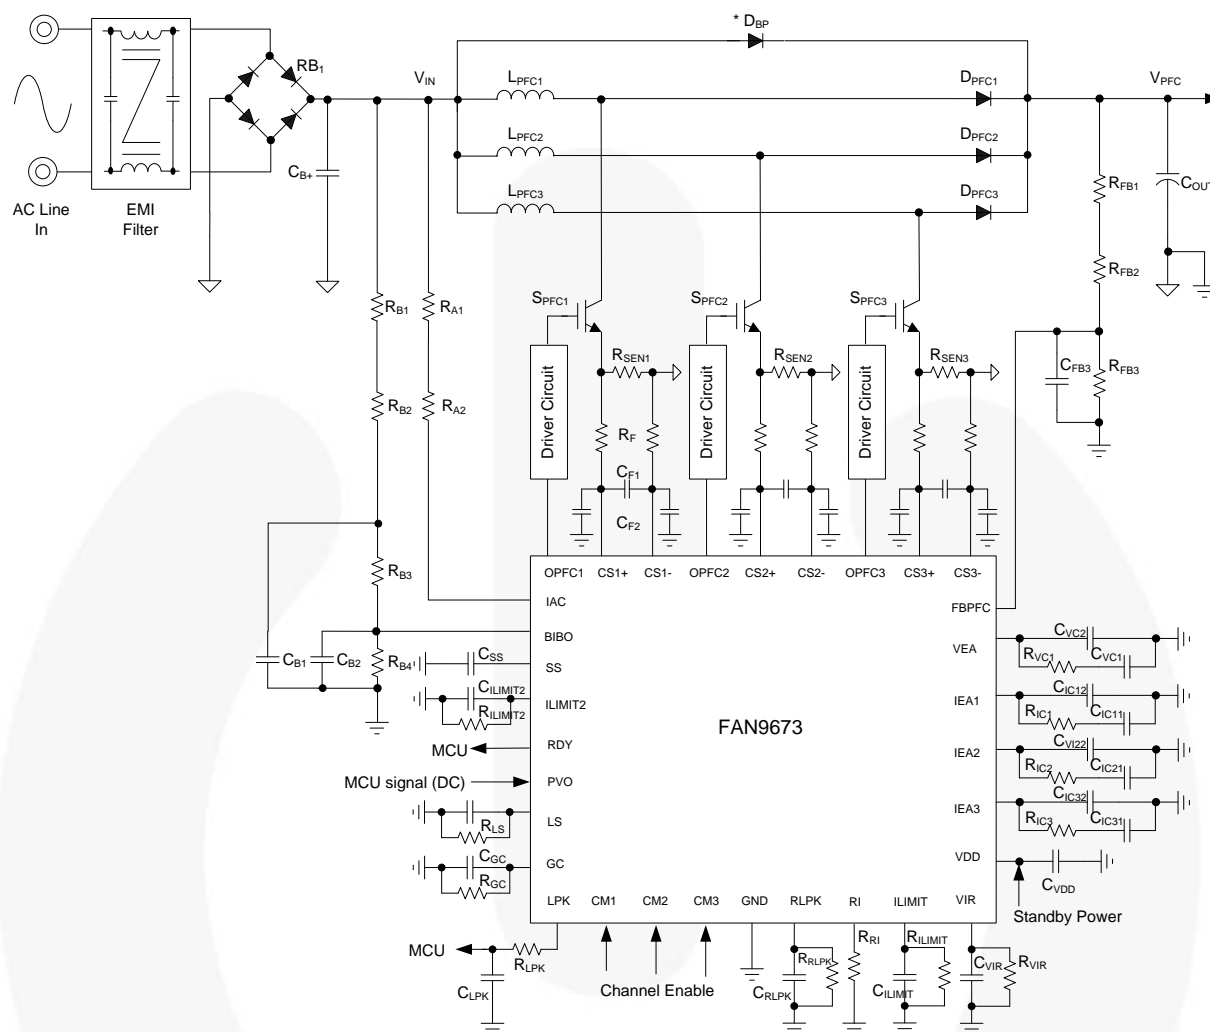 * DBP
RB1
VIN
LPFC1
DPFC1
VPFC
LPFC2
DPFC2
CB+
LPFC3
DPFC3
RFB1
COUT
AC Line
In
EMI
Filter
RFB2
RB1
RA1
SPFC1
SPFC2
SPFC3
RSEN1
RSEN2
RSEN3
CFB3
RFB3
Driver Circuit
Driver Circuit
Driver Circuit
RB2
RA2
RF
CF1
CF2
RB3
OPFC1
CS1+
CS1-
OPFC2
CS2+
CS2-
OPFC3
CS3+
CS3-
IAC
FBPFC
BIBO
CB1
CB2
RB4
CSS
SS
VEA
CVC2
RVC1
CVC1
CILIMIT2
RILIMIT2
ILIMIT2
IEA1
CIC12
RIC1
CIC11
FAN9673
MCU
RDY
IEA2
CVI22
RIC2
CIC21
MCU signal (DC)
PVO
IEA3
CIC32
RIC3
CIC31
RLS
LS
CGC
RGC
GC
VDD
CVDD
LPK
CM1
CM2
CM3
GND
RLPK
RI
ILIMIT
VIR
Standby Power
MCU
RLPK
CLPK
Channel Enable
RRLPK
CRLPK
RRI
RILIMIT
CILIMIT
CVIR
RVIR